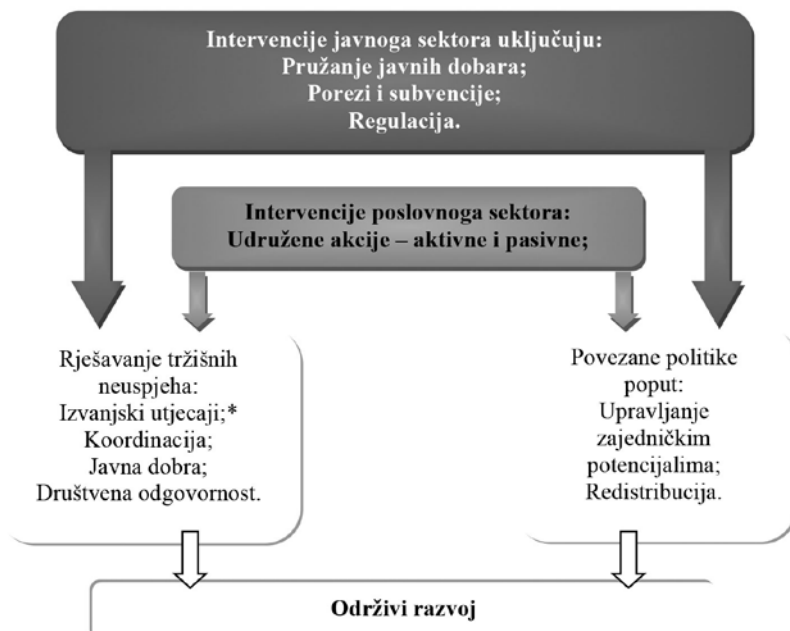 Intervencije javnoga sektora uključuju:
Pružanje javnih dobara;
Porezi i subvencije;
Regulacija.
Intervencije poslovnoga sektora:
Udružene akcije – aktivne i pasivne;
Rješavanje tržišnih
neuspjeha:
Izvanjski utjecaji;*
Koordinacija;
Javna dobra;
Društvena odgovornost.
Povezane politike
poput:
Upravljanje
zajedničkim
potencijalima;
Redistribucija.
Održivi razvoj